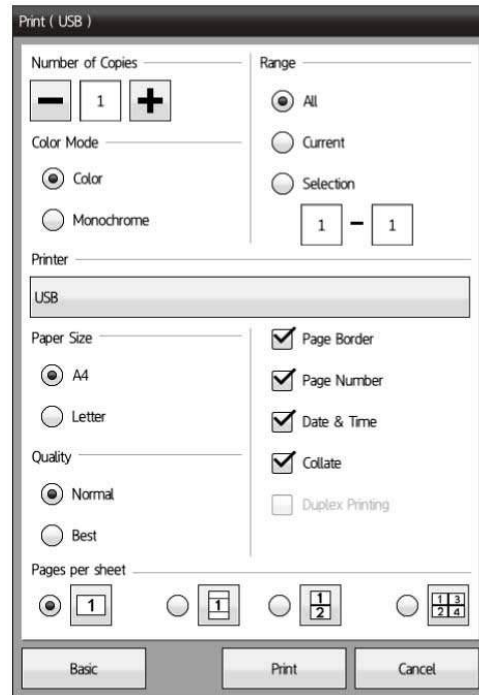 Print ( USB )
Number of Copies
1
Color Mode
Color
Monochrome
Range
All
Current
Selection
1 - 1
Printer
USB
Paper Size
A4
Letter
Quality
Normal
Best
Page Border
Page Number
Date & Time
Collate
Duplex Printing
Pages per sheet
1
1
1
2
1 3
2 4
Basic
Print
Cancel